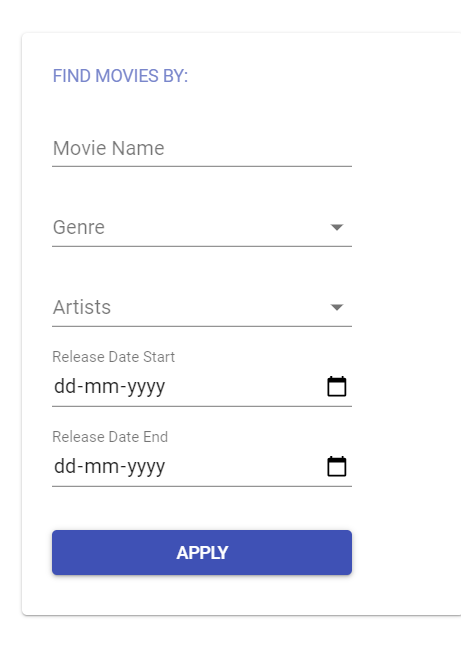 FIND MOVIES BY:
Movie Name
Genre
Artists
Release Date Start
dd-mm-yyyy
Release Date End
dd-mm-yyyy
APPLY